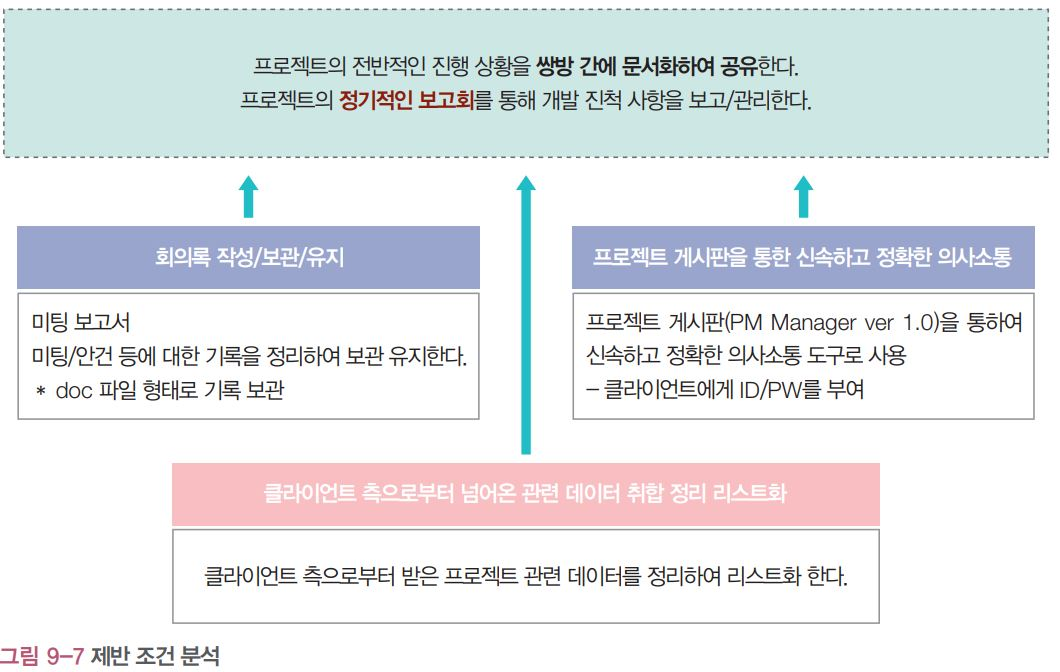 프로젝트의 전반적인 진행 상황을 쌍방 간에 문서화하여 공유한다.
프로젝트의 정기적인 보고회를 통해 개발 진척 사항을 보고/관리한다.
회의록 작성/보관/유지
미팅 보고서
미팅/안건 등에 대한 기록을 정리하여 보관 유지한다.
* doc 파일 형태로 기록 보관
프로젝트 게시판을 통한 신속하고 정확한 의사소통
프로젝트 게시판(PM Manager ver 1.0)을 통하여
신속하고 정확한 의사소통 도구로 사용
– 클라이언트에게 ID/PW를 부여
클라이언트 측으로부터 넘어온 관련 데이터 취합 정리 리스트화
클라이언트 측으로부터 받은 프로젝트 관련 데이터를 정리하여 리스트화 한다.
그림 9–7 제반 조건 분석